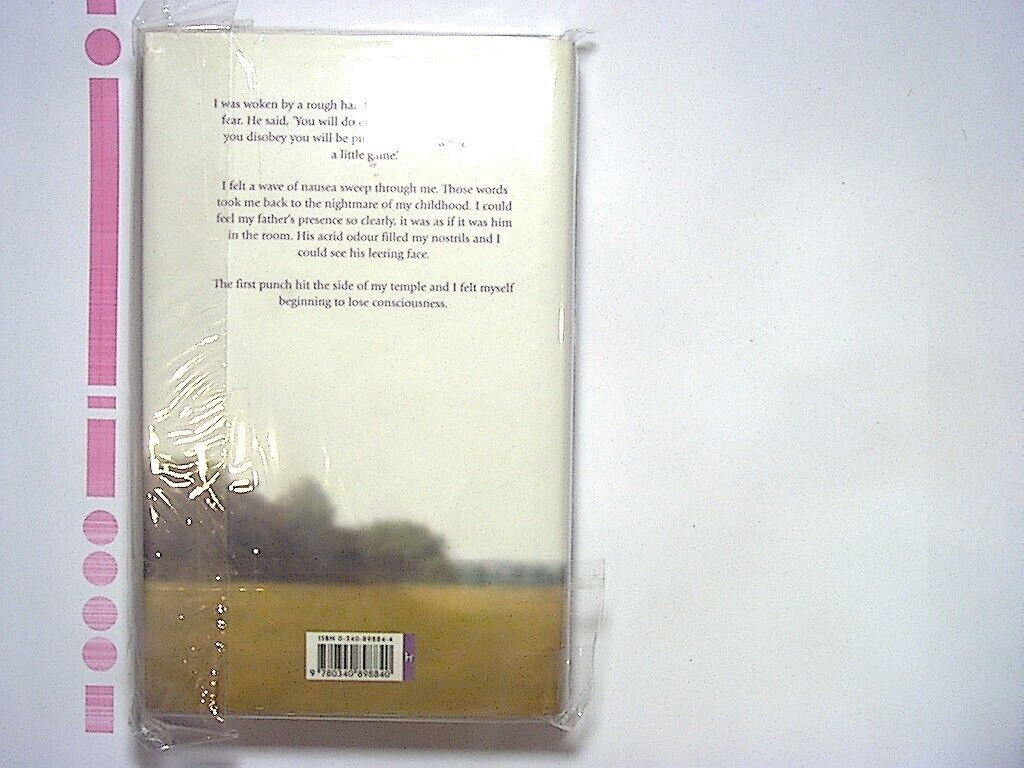 I was woken by a rough
fear. He said, 'You will do
you disobey you will be
a little game.'
I felt a wave of nausea sweep through me. Those words
took me back to the nightmare of my childhood. I could
feel my father's presence so clearly, it was as if it was him
in the room. His acrid odour filled my nostrils and I
could see his leering face.
The first punch hit the side of my temple and I felt myself
beginning to lose consciousness.
ISBN 0-340-89884-4
9 780340 898840